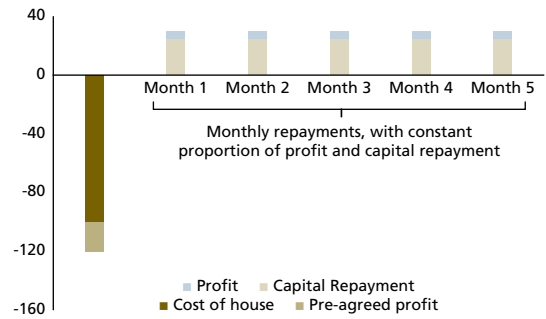 40
0
-40
-80
-120
-160
Month 1 Month 2 Month 3 Month 4 Month 5
Monthly repayments, with constant
proportion of profit and capital repayment
Profit Capital Repayment
Cost of house Pre-agreed profit